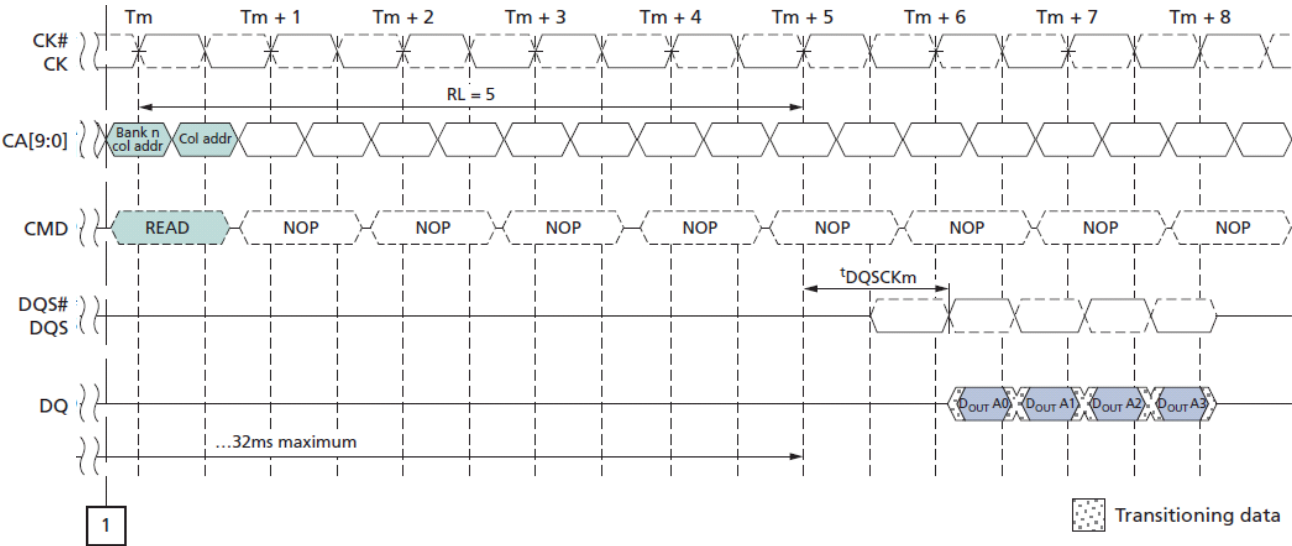 Tm Tm + 1 Tm + 2 Tm + 3 Tm + 4 Tm + 5 Tm + 6 Tm + 7 Tm + 8
CK#
CK
RL = 5
CA[9:0] Bank n col addr Col addr
CMD READ NOP NOP NOP NOP NOP NOP NOP NOP
tDQSCKm
DQS#
DQS
DQ DOUT A0 DOUT A1 DOUT A2 DOUT A3
...32ms maximum
1
Transitioning data